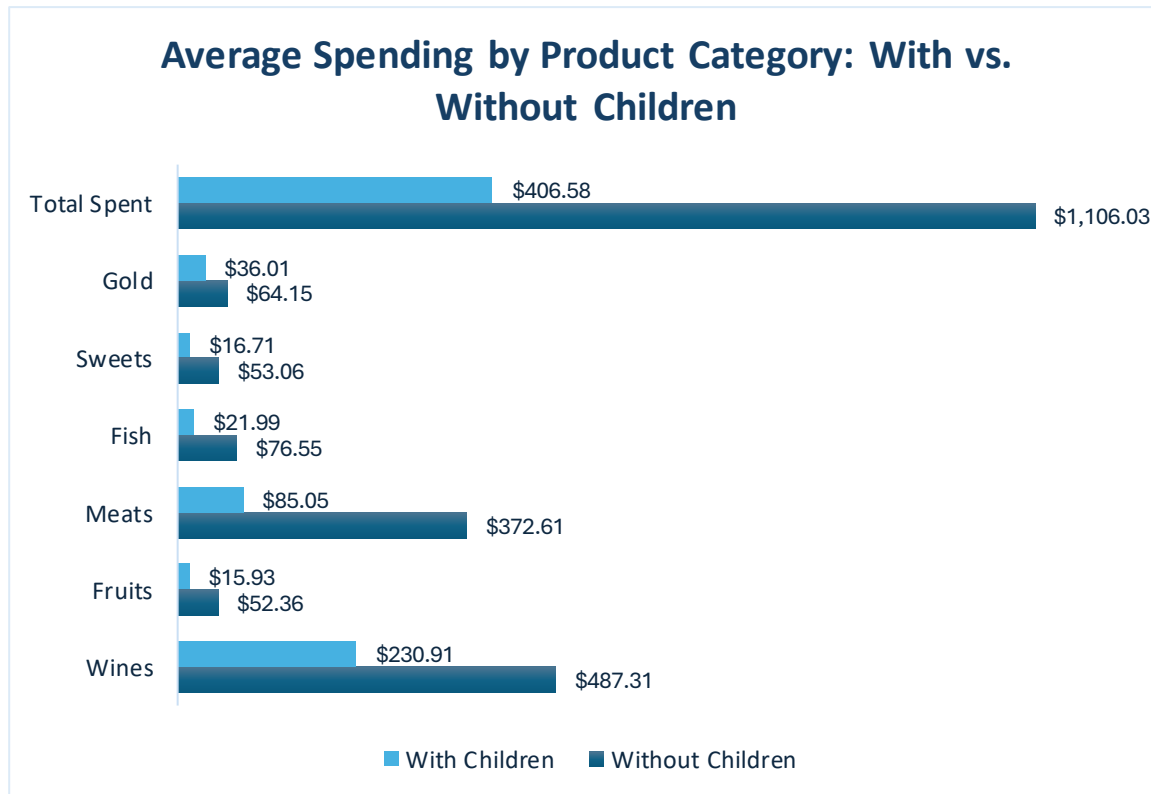 Average Spending by Product Category: With vs.
Without Children
Total Spent
$406.58
$1,106.03
Gold
$36.01
$64.15
Sweets
$16.71
$53.06
Fish
$21.99
$76.55
Meats
$85.05
$372.61
Fruits
$15.93
$52.36
Wines
$230.91
$487.31
With Children
Without Children